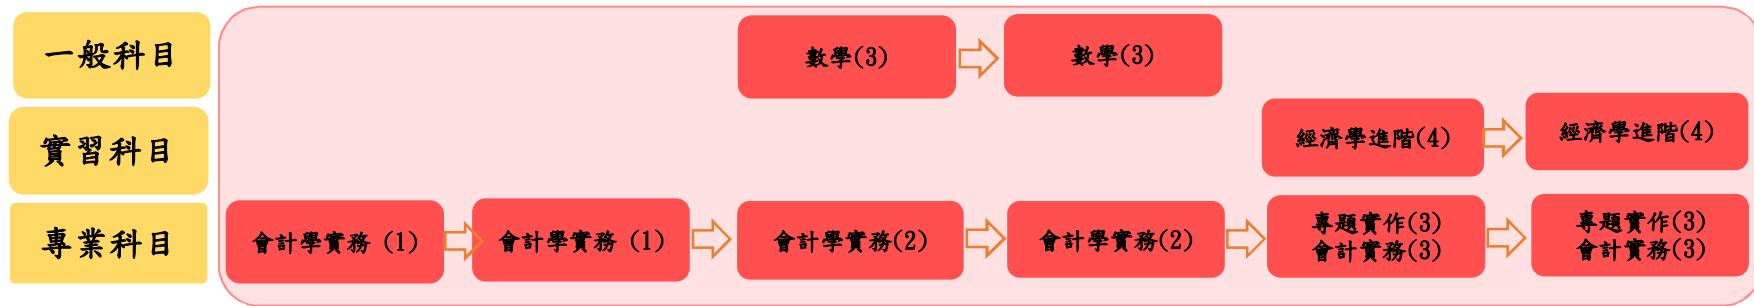 一般科目
數學(3)
數學(3)
實習科目
經濟學進階(4)
經濟學進階(4)
專業科目
會計學實務 (1)
會計學實務 (1)
會計學實務(2)
會計學實務(2)
專題實作(3)
會計實務(3)
專題實作(3)
會計實務(3)